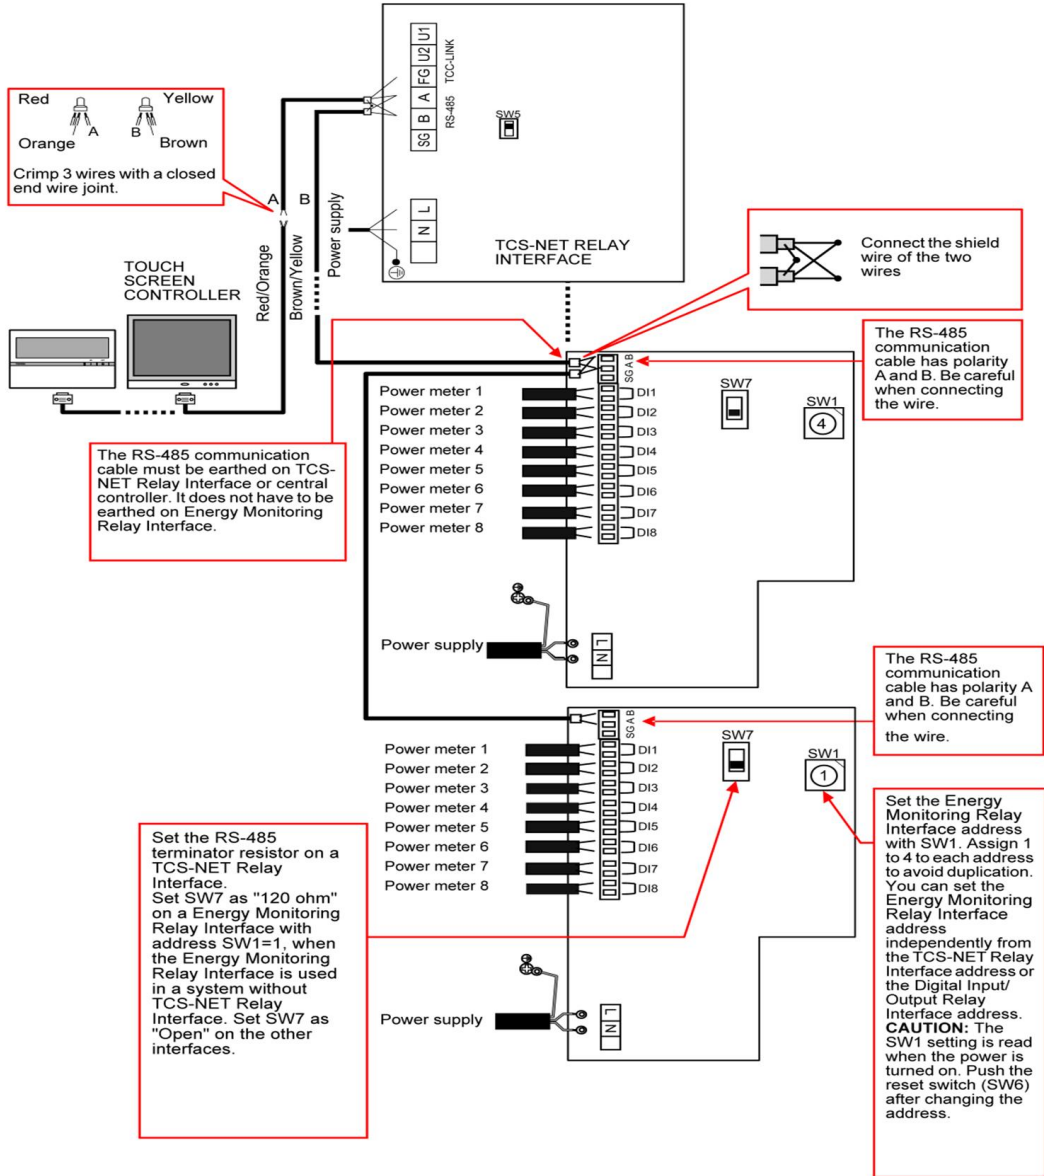 U1
U2
TCC-LINK
FG
A
B
RS-485
SG
SW5
Red
Yellow
A
B
Orange
Brown
Crimp 3 wires with a closed
end wire joint.
A
B
Red/Orange
Brown/Yellow
Power supply
L
N
TCS-NET RELAY
INTERFACE
TOUCH
SCREEN
CONTROLLER
Connect the shield
wire of the two
wires
The RS-485
communication
cable has polarity
A and B. Be careful
when connecting
the wire.
The RS-485 communication
cable must be earthed on TCS-
NET Relay Interface or central
controller. It does not have to be
earthed on Energy Monitoring
Relay Interface.
SG A B
SW7
SW1
4
Power meter 1
DI1
Power meter 2
DI2
Power meter 3
DI3
Power meter 4
DI4
Power meter 5
DI5
Power meter 6
DI6
Power meter 7
DI7
Power meter 8
DI8
Power supply
L
N
The RS-485
communication
cable has polarity A
and B. Be careful
when connecting
the wire.
SG A B
SW7
SW1
1
Power meter 1
DI1
Power meter 2
DI2
Power meter 3
DI3
Power meter 4
DI4
Power meter 5
DI5
Power meter 6
DI6
Power meter 7
DI7
Power meter 8
DI8
Power supply
L
N
Set the RS-485
terminator resistor on a
TCS-NET Relay
Interface.
Set SW7 as "120 ohm"
on a Energy Monitoring
Relay Interface with
address SW1=1, when
the Energy Monitoring
Relay Interface is used
in a system without
TCS-NET Relay
Interface. Set SW7 as
"Open" on the other
interfaces.
Set the Energy
Monitoring Relay
Interface address
with SW1. Assign 1
to 4 to each address
to avoid duplication.
You can set the
Energy Monitoring
Relay Interface
address
independently from
the TCS-NET Relay
Interface address or
the Digital Input/
Output Relay
Interface address.
CAUTION: The
SW1 setting is read
when the power is
turned on. Push the
reset switch (SW6)
after changing the
address.